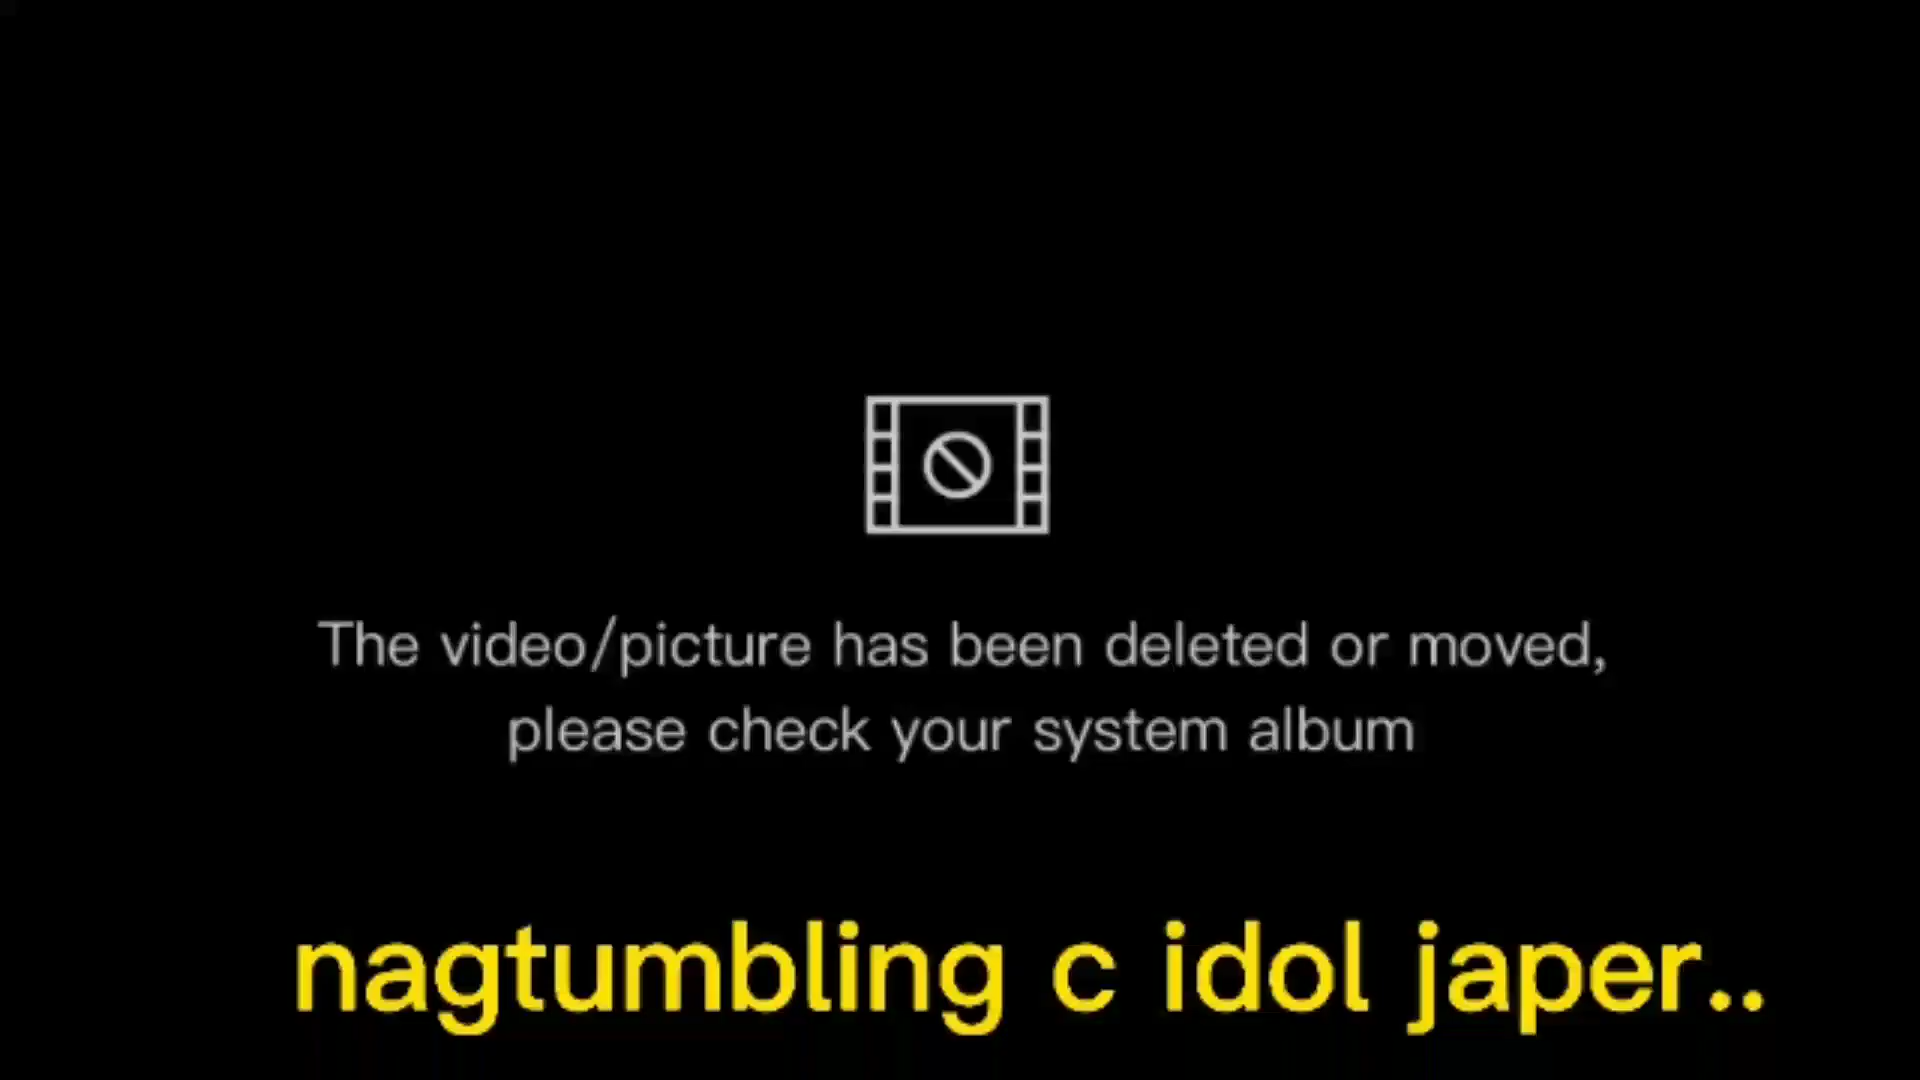 The video/picture has been deleted or moved,
please check your system album
nagtumbling c idol japer..